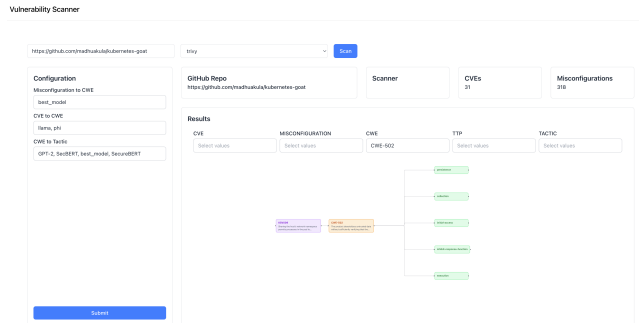 Vulnerability Scanner
https://github.com/madhuakula/kubernetes-goat
trivy
Scan
Configuration
Misconfiguration to CWE
best_model
CVE to CWE
llama, phi
CWE to Tactic
GPT-2, SecBERT, best_model, SecureBERT
Submit
GitHub Repo
https://github.com/madhuakula/kubernetes-goat
Scanner
CVEs
31
Misconfigurations
318
Results
CVE
MISCONFIGURATION
CWE
TTP
TACTIC
Select values
Select values
CWE-502
Select values
Select values